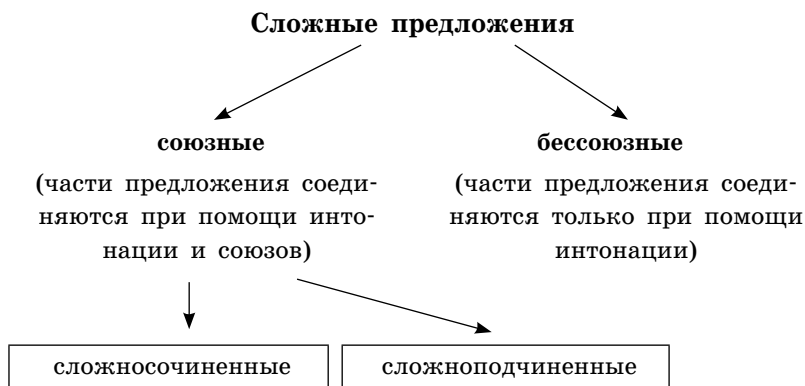 Сложные предложения
союзные
(части предложения соеди-
няются при помощи инто-
нации и союзов)
бессоюзные
(части предложения соеди-
няются только при помощи
интонации)
сложносочиненные
сложноподчиненные